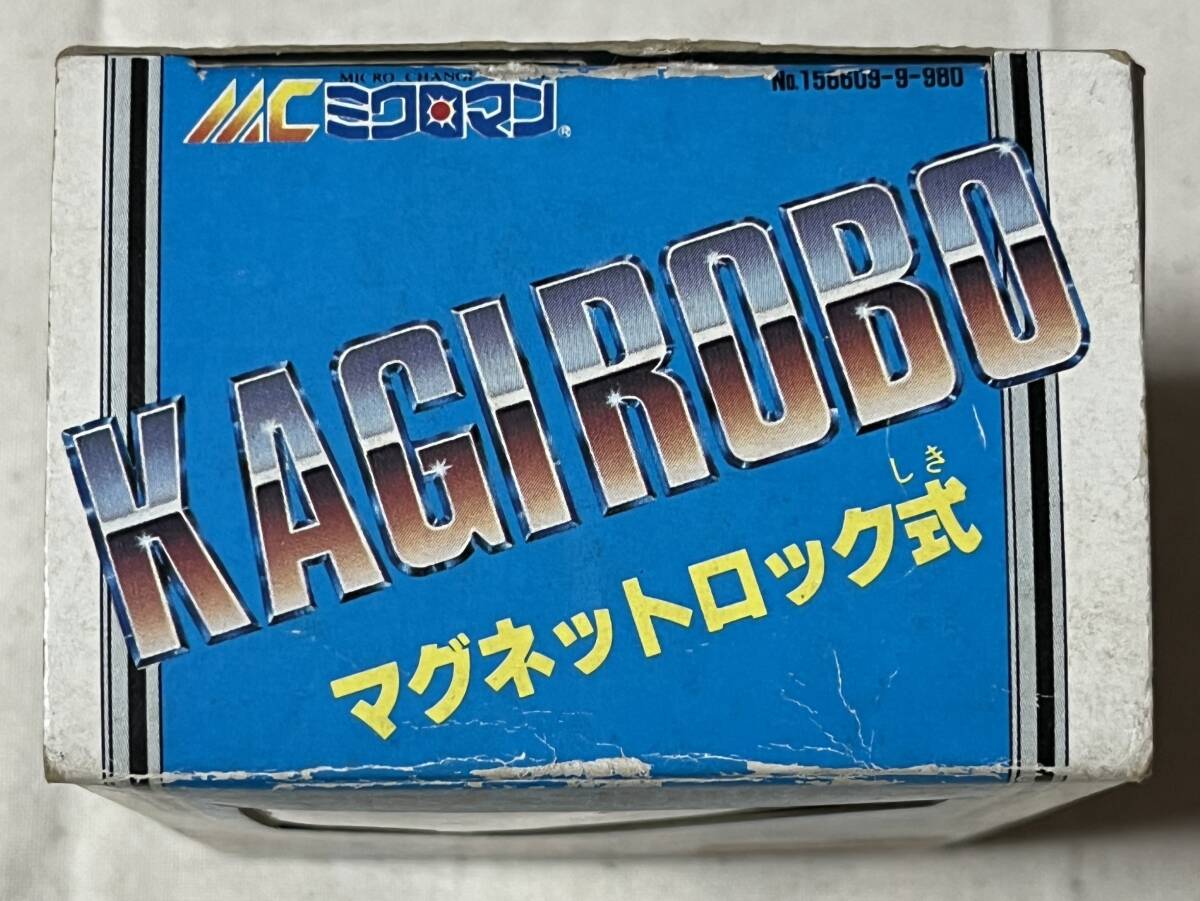 MICRO CHANGE
No.156609-9-980
MC ミクロマン®
KAGIROBO
しき
マグネットロック式